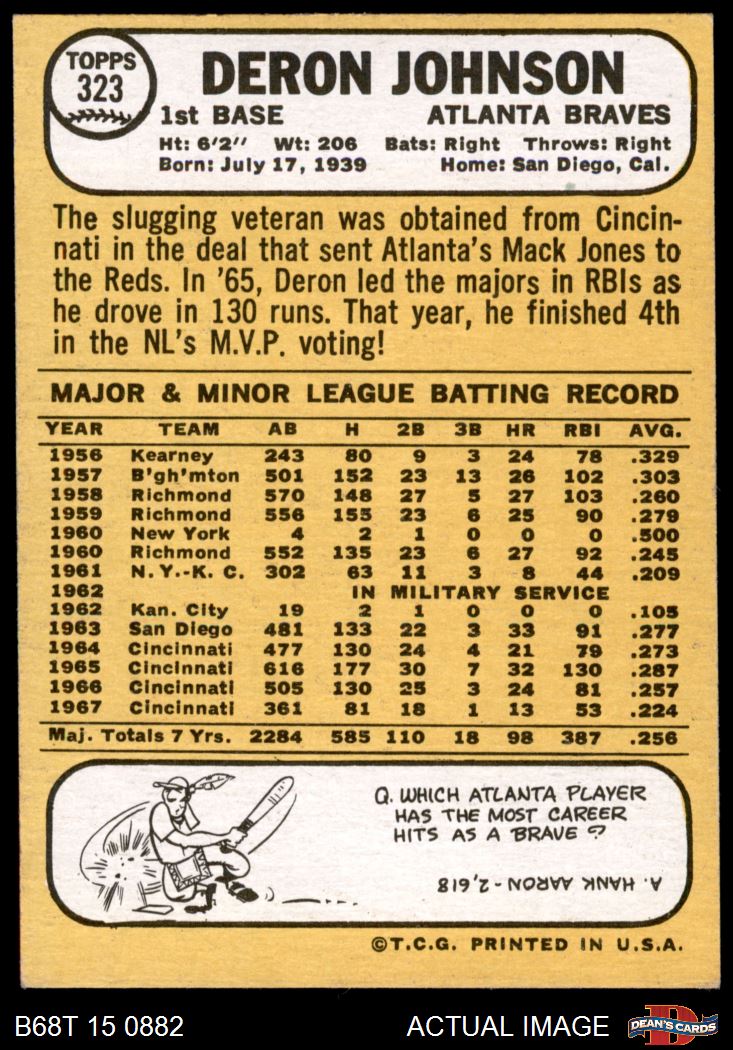 TOPPS
323
DERON JOHNSON
1st BASE ATLANTA BRAVES
Ht: 6'2" Wt: 206 Bats: Right Throws: Right
Born: July 17, 1939 Home: San Diego, Cal.
The slugging veteran was obtained from Cincin-
nati in the deal that sent Atlanta's Mack Jones to
the Reds. In '65, Deron led the majors in RBIs as
he drove in 130 runs. That year, he finished 4th
in the NL's M.V.P. voting!
MAJOR & MINOR LEAGUE BATTING RECORD
YEAR TEAM AB H 2B 3B HR RBI AVG.
1956 Kearney 243 80 9 3 24 78 .329
1957 B'gh'mton 501 152 23 13 26 102 .303
1958 Richmond 570 148 27 5 27 103 .260
1959 Richmond 556 155 23 6 25 90 .279
1960 New York 4 2 1 0 0 0 .500
1960 Richmond 552 135 23 6 27 92 .245
1961 N.Y.-K. C. 302 63 11 3 8 44 .209
1962 IN MILITARY SERVICE
1962 Kan. City 19 2 1 0 0 0 .105
1963 San Diego 481 133 22 3 33 91 .277
1964 Cincinnati 477 130 24 4 21 79 .273
1965 Cincinnati 616 177 30 7 32 130 .287
1966 Cincinnati 505 130 25 3 24 81 .257
1967 Cincinnati 361 81 18 1 13 53 .224
Maj. Totals 7 Yrs. 2284 585 110 18 98 387 .256
Q. WHICH ATLANTA PLAYER
HAS THE MOST CAREER
HITS AS A BRAVE?
A. HANK AARON-2,618
©T.C.G. PRINTED IN U.S.A.
B68T 15 0882 ACTUAL IMAGE D DEAN'S CARDS